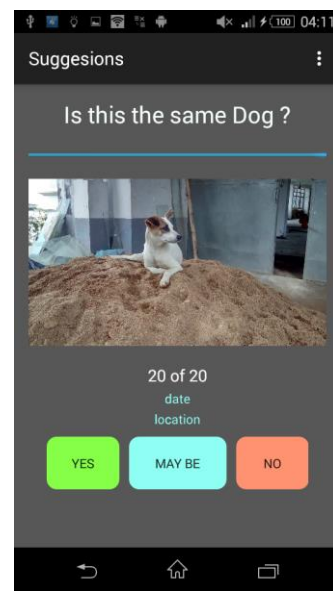 100 04:11
Suggesions
Is this the same Dog ?
20 of 20
date
location
YES MAY BE NO